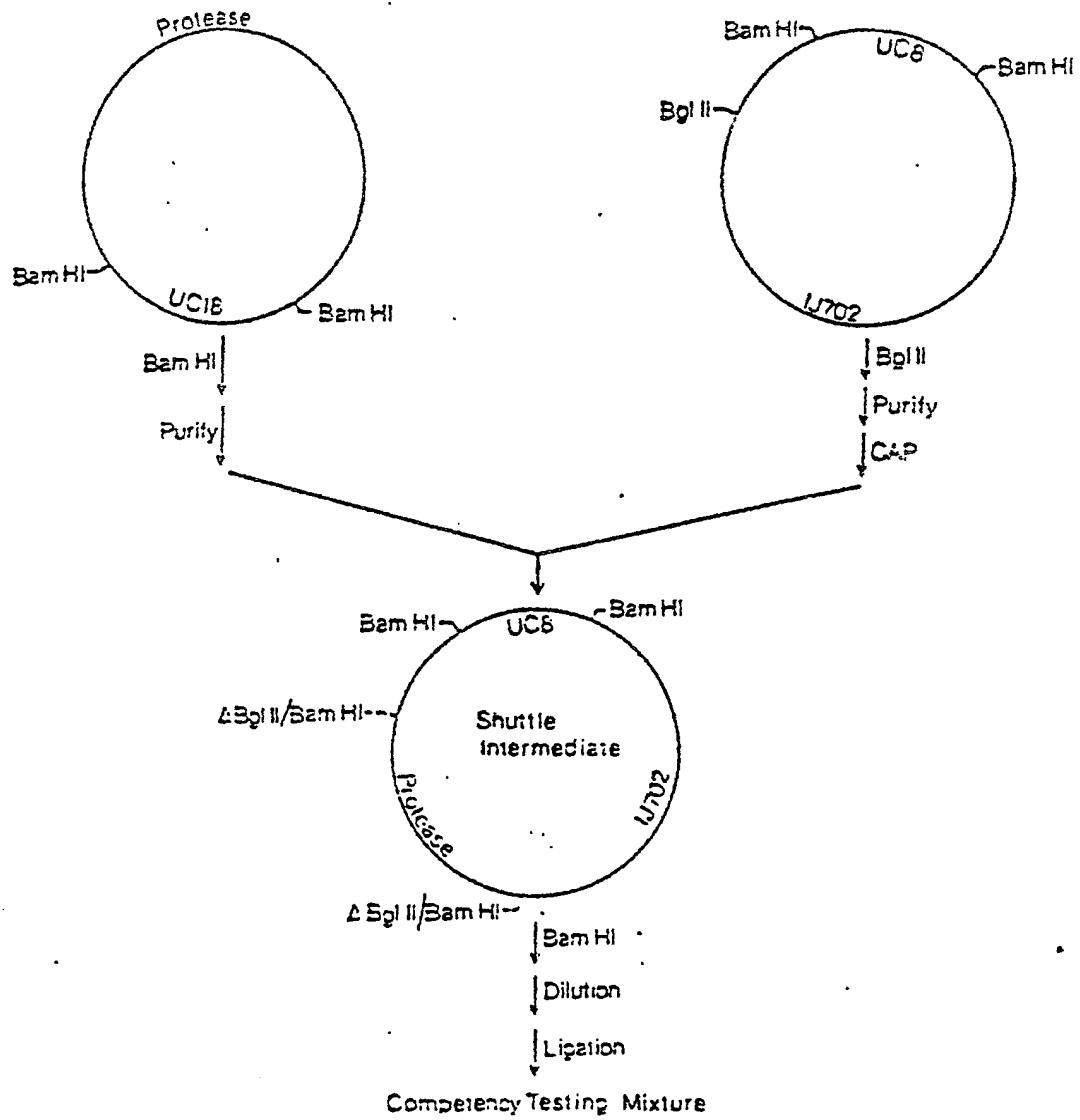 Protease
Bam HI
UC18
Bam HI
Bam HI
Purify
Bam HI
UC8
Bam HI
Bgl II
IJ702
Bgl II
Purify
CAP
Bam HI
UC8
Bam HI
ΔBgl II/Bam HI
Shuttle
Intermediate
Protease
IJ702
ΔBgl II/Bam HI
Bam HI
Dilution
Ligation
Competency Testing Mixture